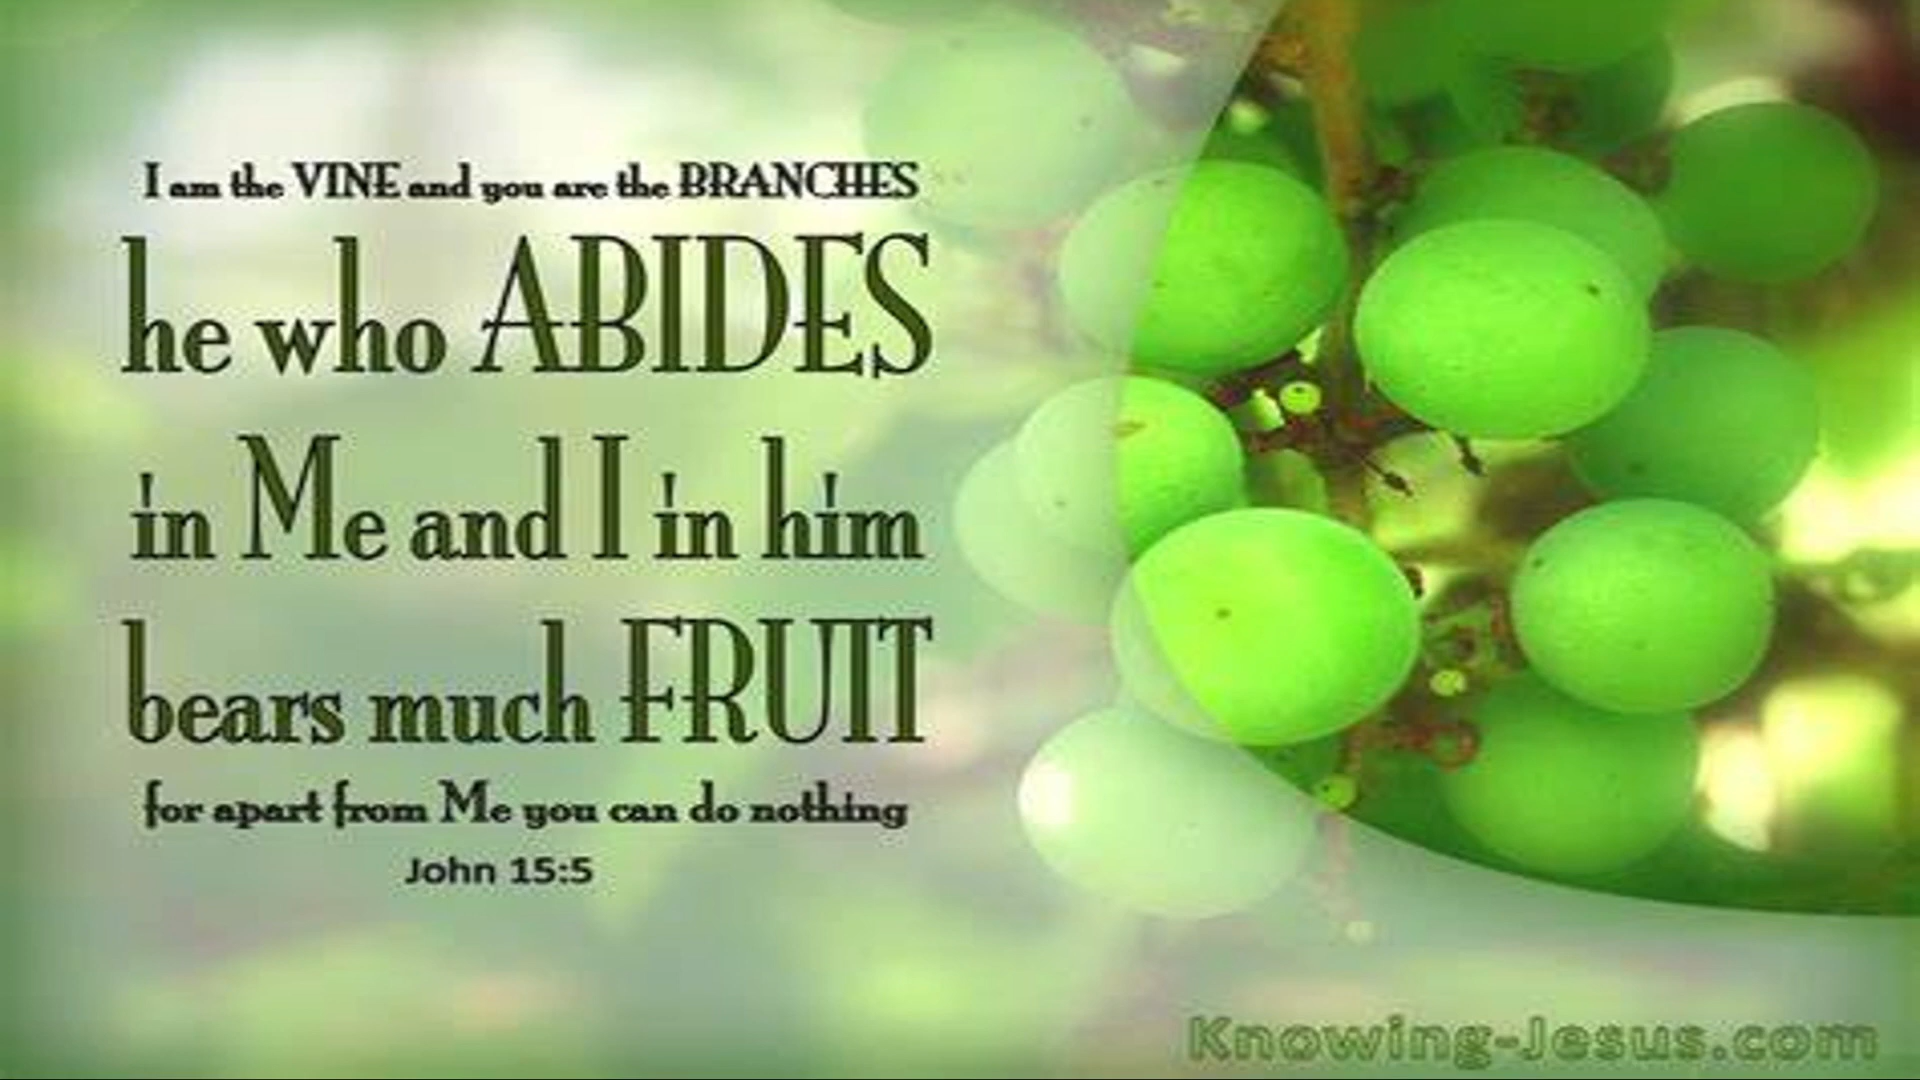 I am the VINE and you are the BRANCHES
he who ABIDES
in Me and I in him
bears much FRUIT
for apart from Me you can do nothing
John 15:5
Knowing-Jesus.com